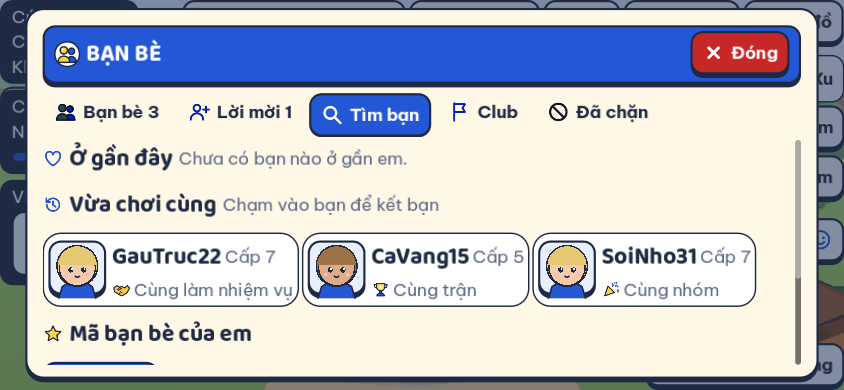 BẠN BÈ
Đóng
Bạn bè 3
Lời mời 1
Tìm bạn
Club
Đã chặn
Ở gần đây Chưa có bạn nào ở gần em.
Vừa chơi cùng Chạm vào bạn để kết bạn
GauTruc22 Cấp 7
Cùng làm nhiệm vụ
CaVang15 Cấp 5
Cùng trận
SoiNho31 Cấp 7
Cùng nhóm
Mã bạn bè của em